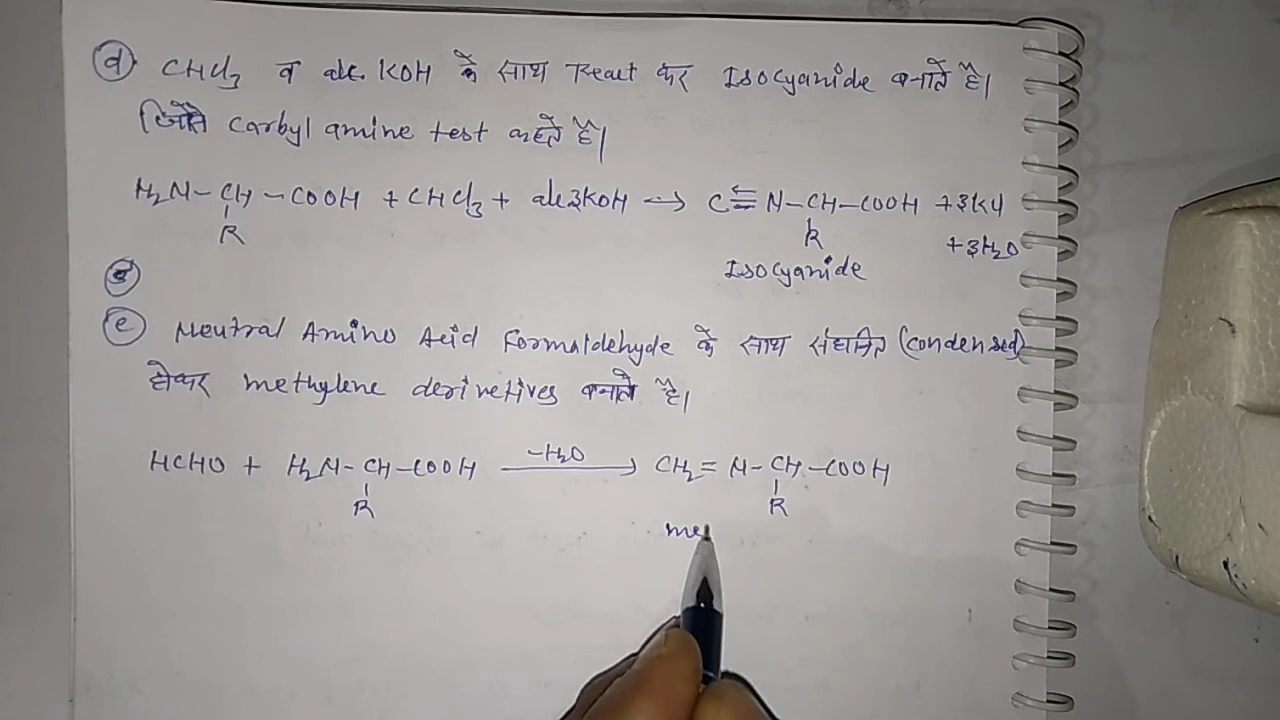 (d) CHCl3 व alc. KOH के साथ React कर Isocyanide बनाते है।
जिसे Carbyl amine test कहते है।
H2N-CH-COOH + CHCl3 + alc3KOH → C≡N-CH-COOH +3KCl
R R +3H2O
Isocyanide
(e) Neutral Amino Acid Formaldehyde के साथ संघनित (condensed)
होकर methylene derivetives बनाते है।
HCHO + H2N-CH-COOH -H2O → CH2=N-CH-COOH
R R
me